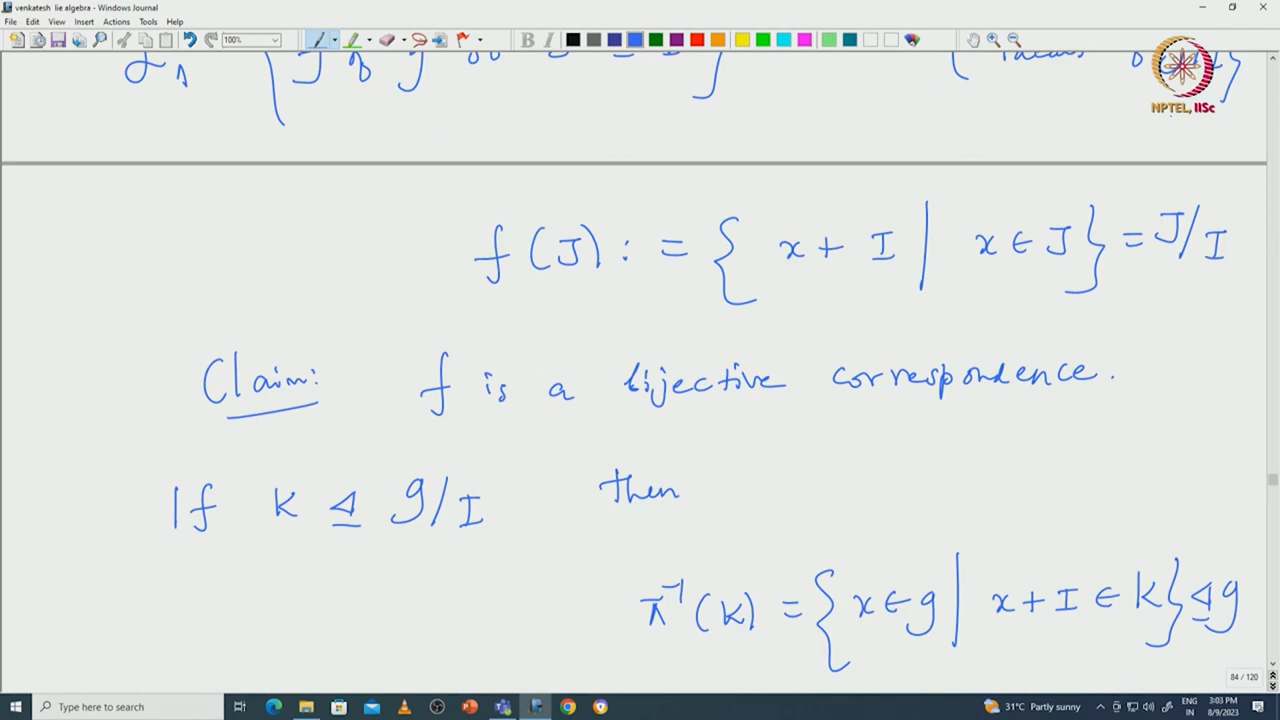 venkatesh lie algebra - Windows Journal
File Edit View Insert Actions Tools Help
100%
B I
NPTEL, IISc
f(J) := { x + I | x ∈ J } = J/I
Claim: f is a bijective correspondence.
If K ⊴ g/I then
π⁻¹(K) = { x ∈ g | x + I ∈ K } ⊴ g
84 / 120
Type here to search
31°C Partly sunny
ENG
IN
3:03 PM
8/9/2023